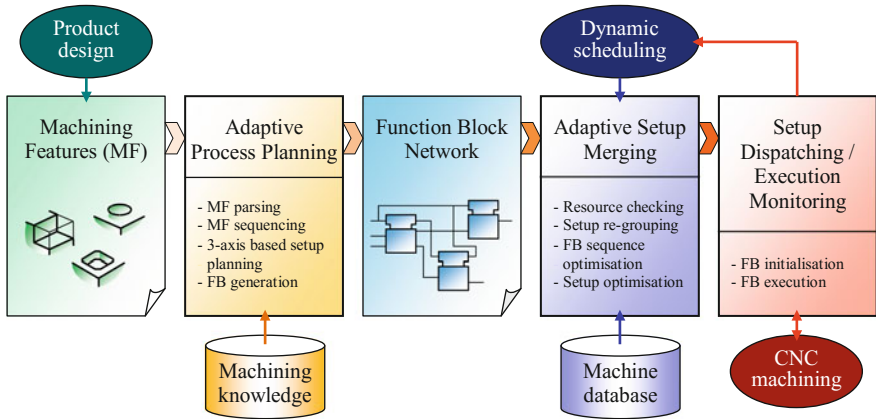 Product
design
Dynamic
scheduling
Machining
Features (MF)
Adaptive
Process Planning
- MF parsing
- MF sequencing
- 3-axis based setup
planning
- FB generation
Function Block
Network
Adaptive Setup
Merging
- Resource checking
- Setup re-grouping
- FB sequence
optimisation
- Setup optimisation
Setup
Dispatching /
Execution
Monitoring
- FB initialisation
- FB execution
Machining
knowledge
Machine
database
CNC
machining